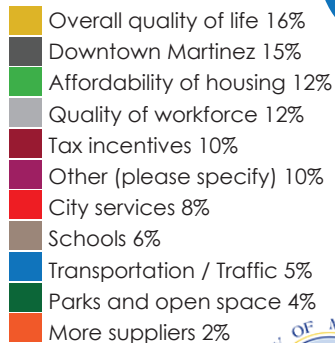 Overall quality of life 16%
Downtown Martinez 15%
Affordability of housing 12%
Quality of workforce 12%
Tax incentives 10%
Other (please specify) 10%
City services 8%
Schools 6%
Transportation / Traffic 5%
Parks and open space 4%
More suppliers 2%
OF